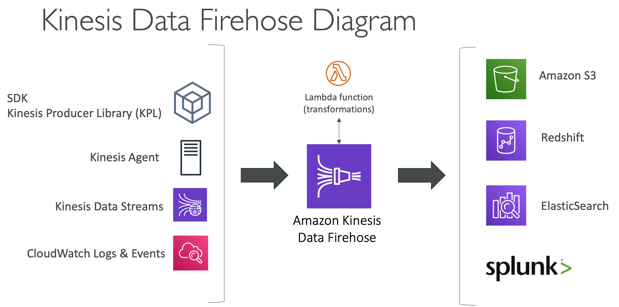 Kinesis Data Firehose Diagram
SDK
Kinesis Producer Library (KPL)
Kinesis Agent
Kinesis Data Streams
CloudWatch Logs & Events
Lambda function
(transformations)
Amazon Kinesis
Data Firehose
Amazon S3
Redshift
ElasticSearch
splunk>